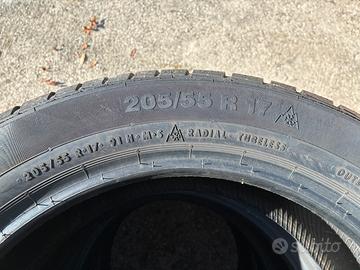 205/55 R 17
205/55 R 17 91 H M+S RADIAL TUBELESS OUT
subito